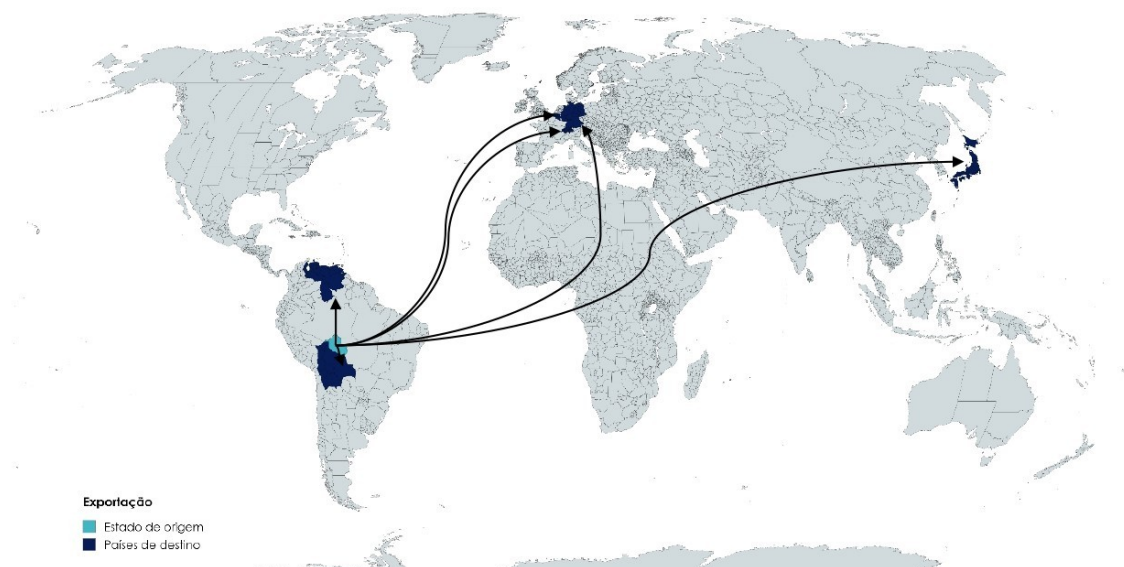 Exportação
Estado de origem
Países de destino